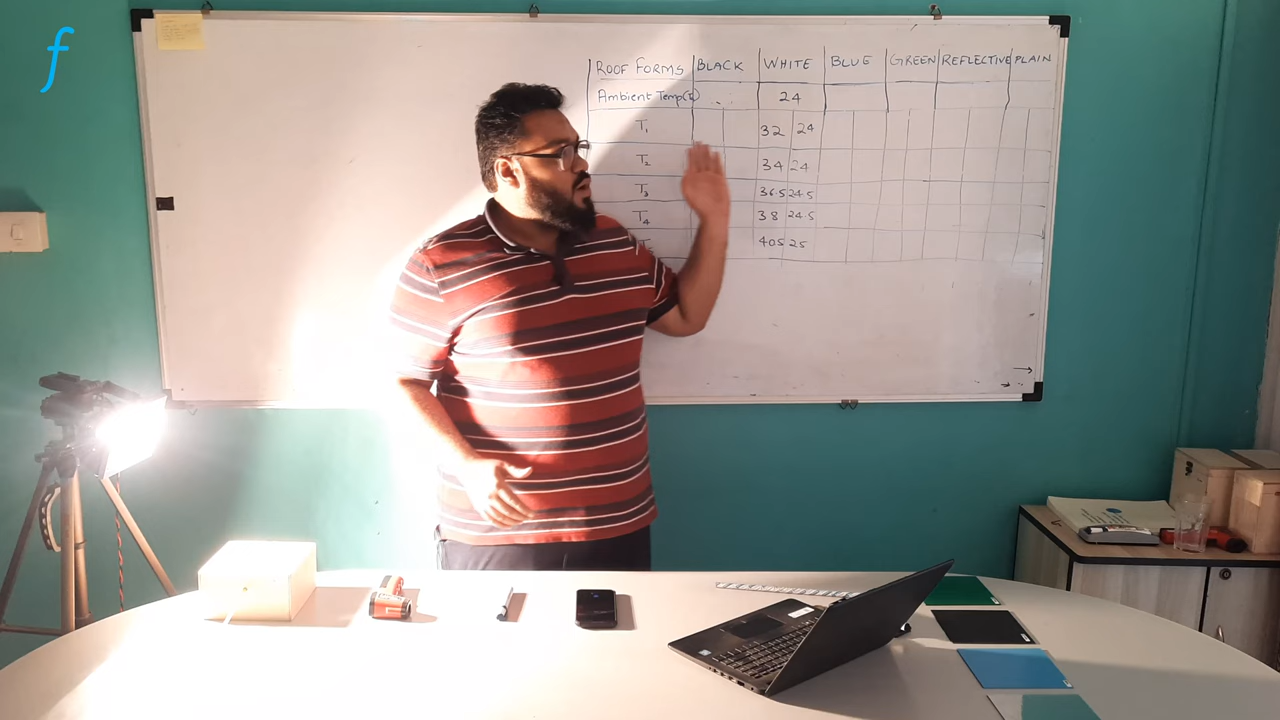 f
ROOF FORMS BLACK WHITE BLUE GREEN REFLECTIVE PLAIN
Ambient Temp 24
T₁ 32 24
T₂ 34 24
T₃ 36.5 24.5
T₄ 38 24.5
40.5 25